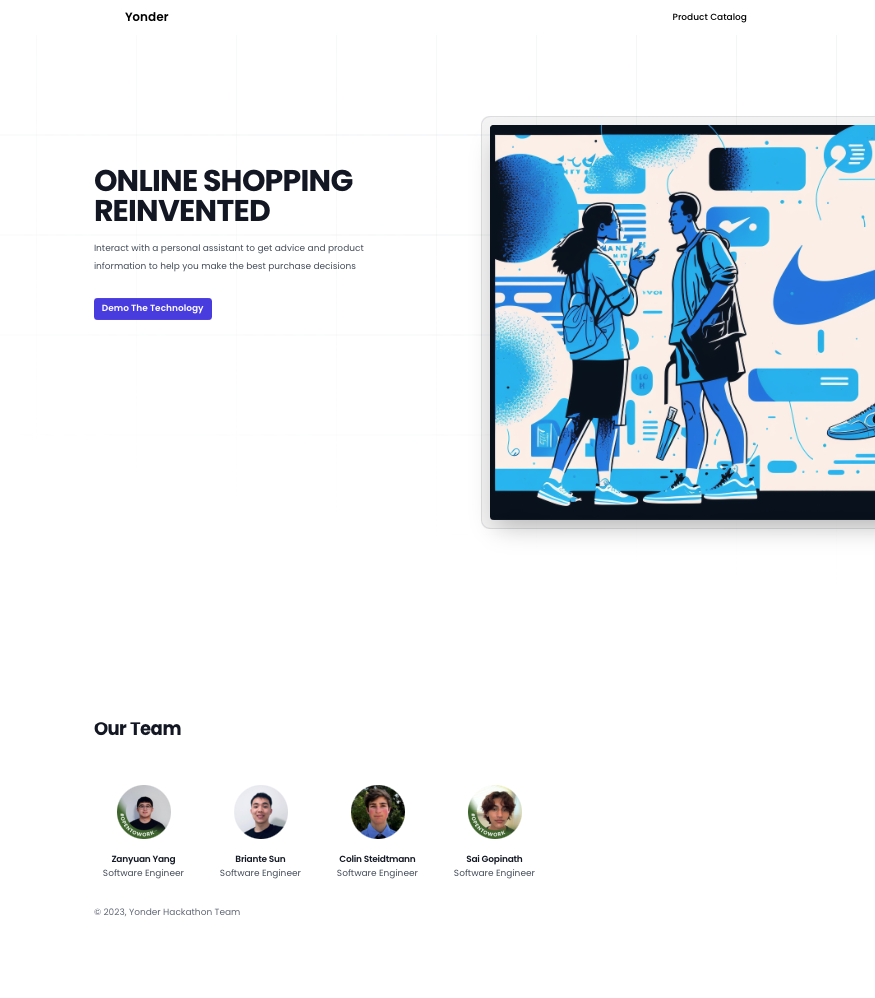 Yonder
Product Catalog
ONLINE SHOPPING
REINVENTED
Interact with a personal assistant to get advice and product
information to help you make the best purchase decisions
Demo The Technology
Our Team
#OPENTOWORK
#OPENTOWORK
Zanyuan Yang
Briante Sun
Colin Steidtmann
Sai Gopinath
Software Engineer
Software Engineer
Software Engineer
Software Engineer
© 2023, Yonder Hackathon Team